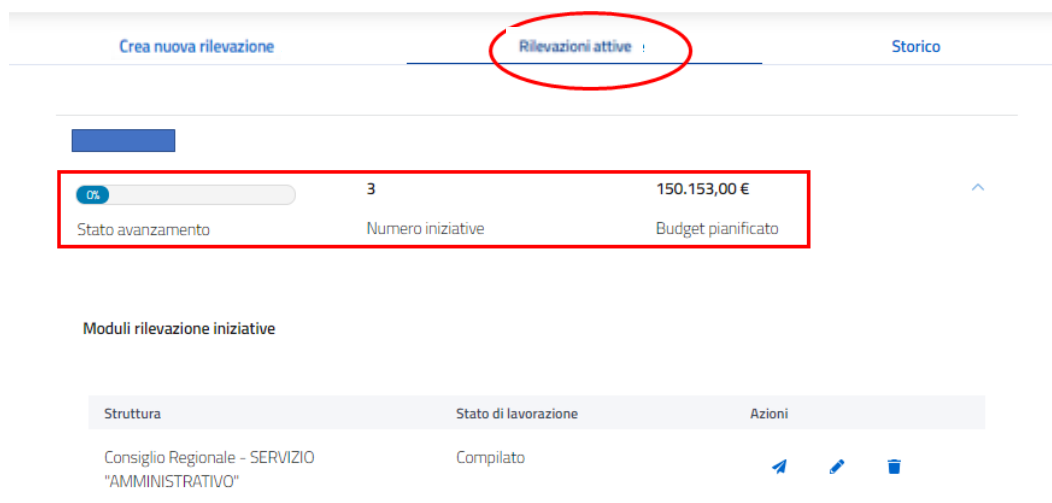 Crea nuova rilevazione Rilevazioni attive Storico
0% 3 150.153,00 €
Stato avanzamento Numero iniziative Budget pianificato
Moduli rilevazione iniziative
Struttura Stato di lavorazione Azioni
Consiglio Regionale - SERVIZIO Compilato
"AMMINISTRATIVO"